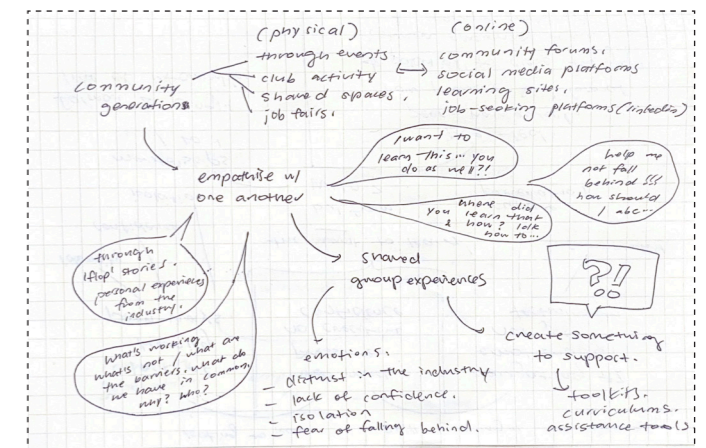 (physical)
(online)
community
generations
through events.
club activity
shared spaces.
job fairs.
community forums.
social media platforms
learning sites.
job-seeking platforms (linkedin)
empathise w/
one another
I want to
learn this... you
do as well?!
help me
not fall
behind
how should
I abc...
where did
you learn that
& how? idk
how to...
through
'flop' stories.
personal experiences
from the
industry.
what's working
what's not / what are
the barriers. what do
we have in common.
why? who?
shared
group experiences
?!!
create something
to support.
toolkits.
curriculums.
assistance tools
emotions:
- distrust in the industry
- lack of confidence.
- isolation
- fear of falling behind.